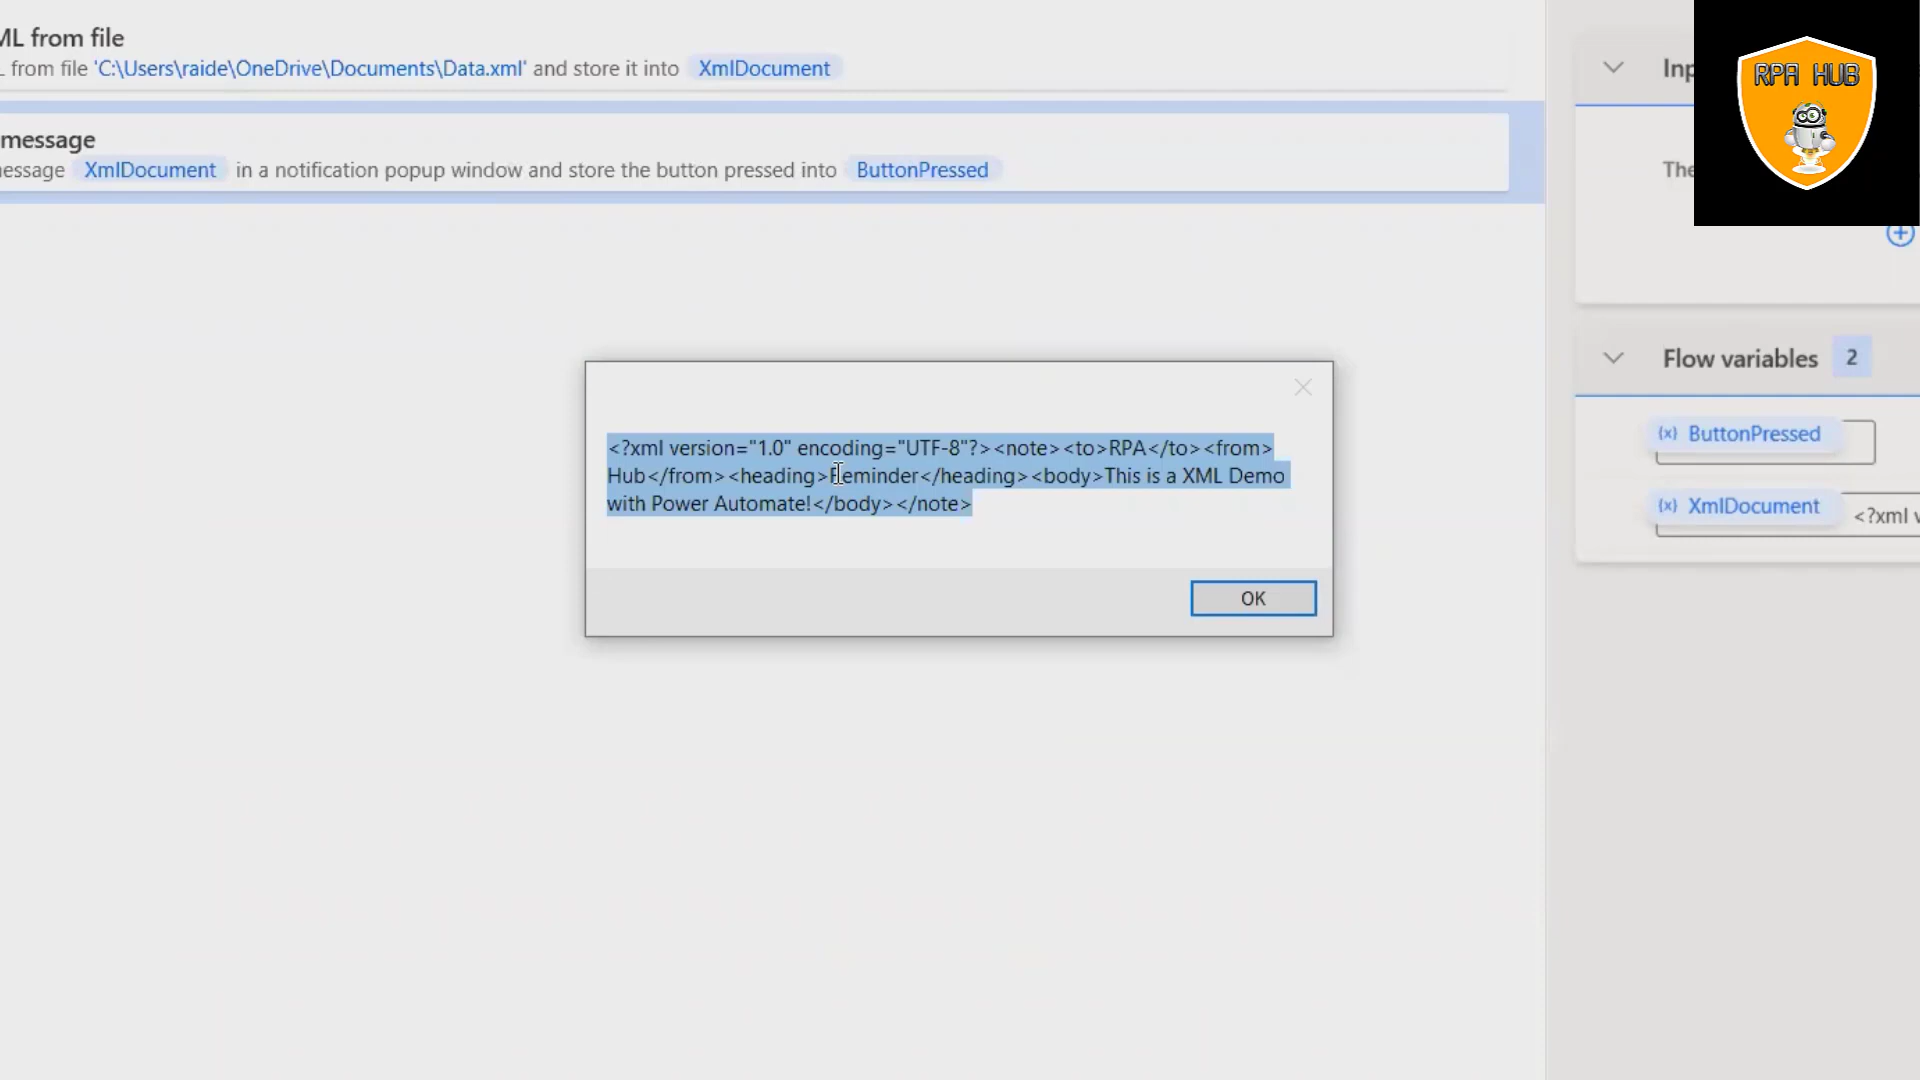 ML from file
L from file 'C:\Users\raide\OneDrive\Documents\Data.xml' and store it into XmlDocument
message
message XmlDocument in a notification popup window and store the button pressed into ButtonPressed
<?xml version="1.0" encoding="UTF-8"?><note><to>RPA</to><from>
Hub</from><heading>Reminder</heading><body>This is a XML Demo
with Power Automate!</body></note>
OK
RPA HUB
Inp
The
Flow variables 2
{x} ButtonPressed
{x} XmlDocument <?xml v